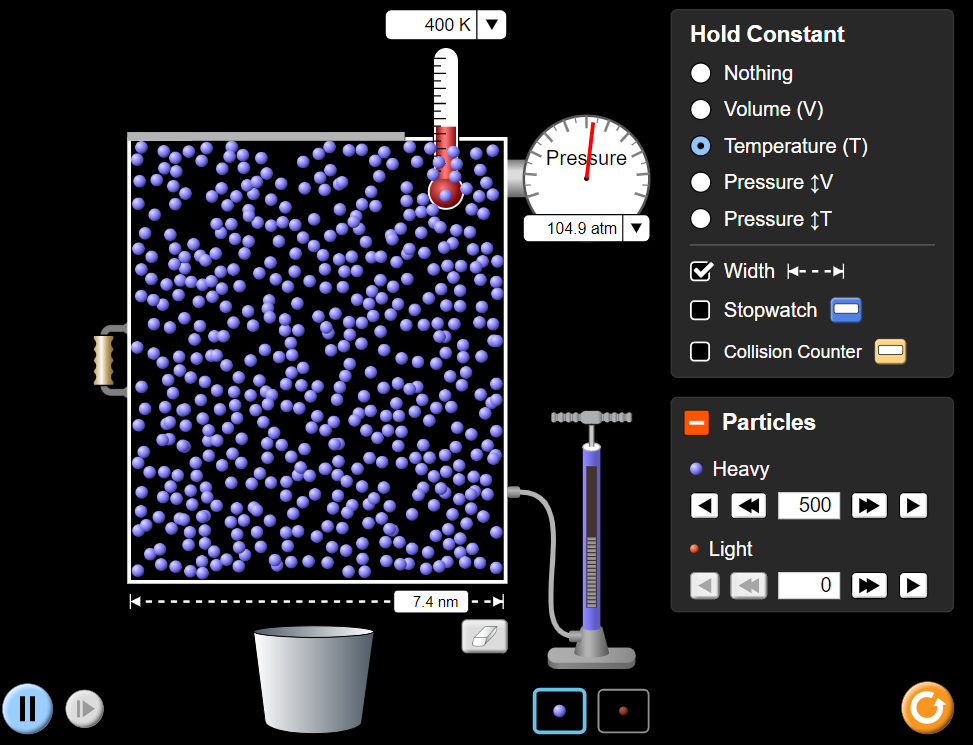 400 K
Pressure
104.9 atm
7.4 nm
Hold Constant
Nothing
Volume (V)
Temperature (T)
Pressure ↕V
Pressure ↕T
Width
Stopwatch
Collision Counter
Particles
Heavy
500
Light
0